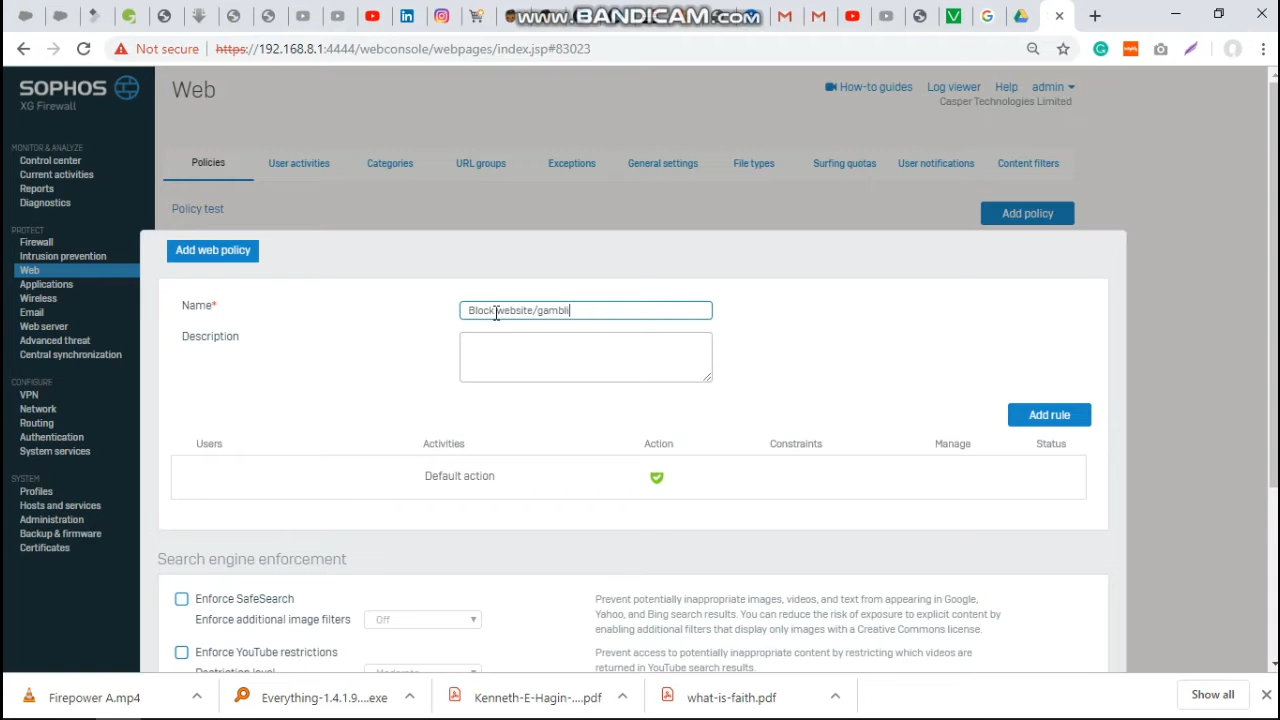 www.BANDICAM.com
Not secure https://192.168.8.1:4444/webconsole/webpages/index.jsp#83023
SOPHOS
XG Firewall
Web
How-to guides Log viewer Help admin
Casper Technologies Limited
MONITOR & ANALYZE
Control center
Current activities
Reports
Diagnostics
PROTECT
Firewall
Intrusion prevention
Web
Applications
Wireless
Email
Web server
Advanced threat
Central synchronization
CONFIGURE
VPN
Network
Routing
Authentication
System services
SYSTEM
Profiles
Hosts and services
Administration
Backup & firmware
Certificates
Policies User activities Categories URL groups Exceptions General settings File types Surfing quotas User notifications Content filters
Policy test
Add policy
Add web policy
Name* Block website/gambli
Description
Add rule
Users Activities Action Constraints Manage Status
Default action
Search engine enforcement
Enforce SafeSearch
Enforce additional image filters Off
Prevent potentially inappropriate images, videos, and text from appearing in Google,
Yahoo, and Bing search results. You can reduce the risk of exposure to explicit content by
enabling additional filters that display only images with a Creative Commons license.
Enforce YouTube restrictions
Restriction level Moderate
Prevent access to potentially inappropriate content by restricting which videos are
returned in YouTube search results.
Firepower A.mp4 Everything-1.4.1.9....exe Kenneth-E-Hagin-....pdf what-is-faith.pdf Show all